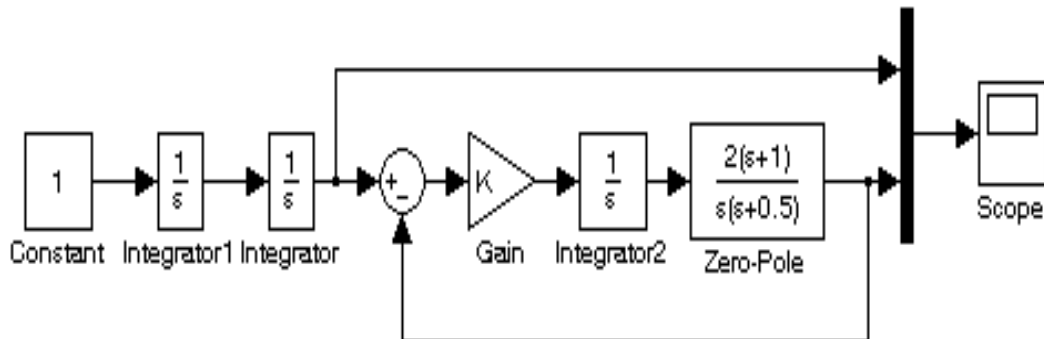 1
Constant
1
s
Integrator1
1
s
Integrator
+
-
K
Gain
1
s
Integrator2
2(s+1)
s(s+0.5)
Zero-Pole
Scope